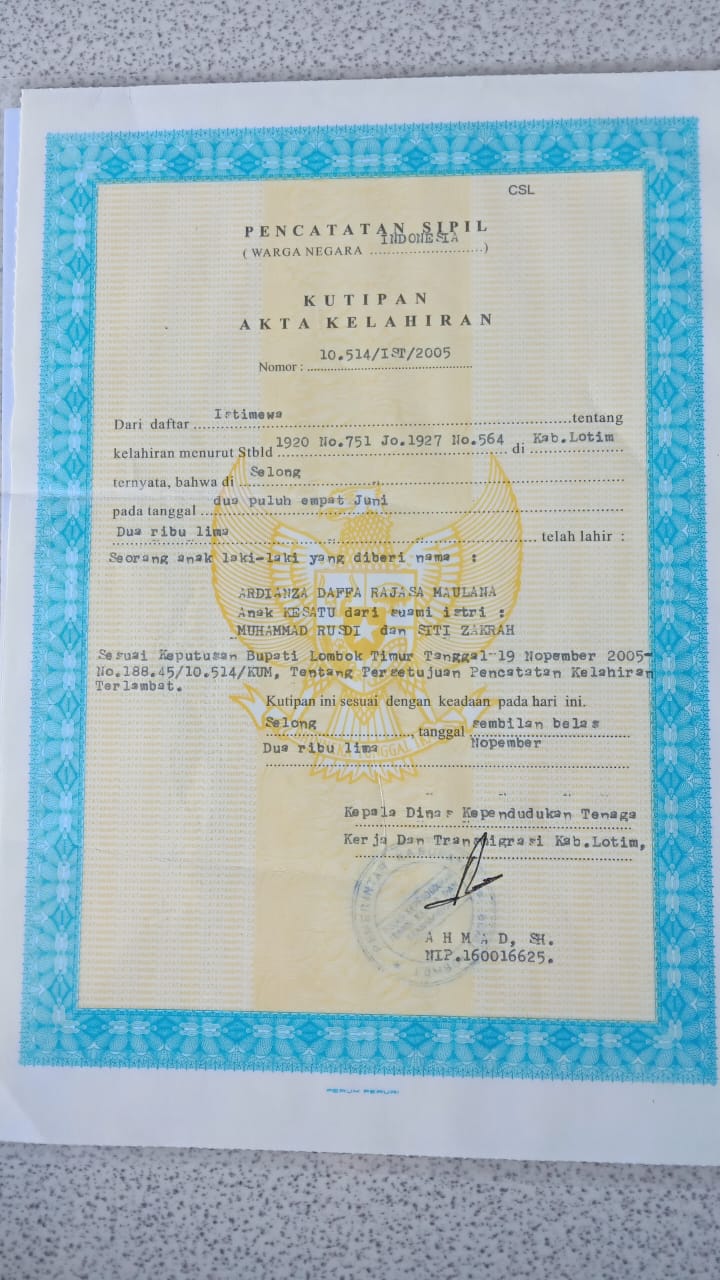 CSL
PENCATATAN SIPIL
( WARGA NEGARA INDONESIA )
KUTIPAN
AKTA KELAHIRAN
Nomor : 10.514/IST/2005
Dari daftar Istimewa tentang
kelahiran menurut Stbld 1920 No.751 Jo.1927 No.564 di Kab.Lotim
ternyata, bahwa di Selong
pada tanggal dua puluh empat Juni
Dua ribu lima telah lahir :
Seorang anak laki-laki yang diberi nama :
ARDIANZA DAFFA RAJASA MAULANA
Anak KESATU dari suami istri :
MUHAMMAD RUSDI dan SITI ZAKRAH
Sesuai Keputusan Bupati Lombok Timur Tanggal 19 Nopember 2005-
No.188.45/10.514/KUM, Tentang Persetujuan Pencatatan Kelahiran
Terlambat.
Kutipan ini sesuai dengan keadaan pada hari ini.
Selong, tanggal sembilan belas
Dua ribu lima Nopember
Kepala Dinas Kependudukan Tenaga
Kerja Dan Transmigrasi Kab.Lotim,
A H M A D, SH.
NIP.160016625.
PERUM PERURI